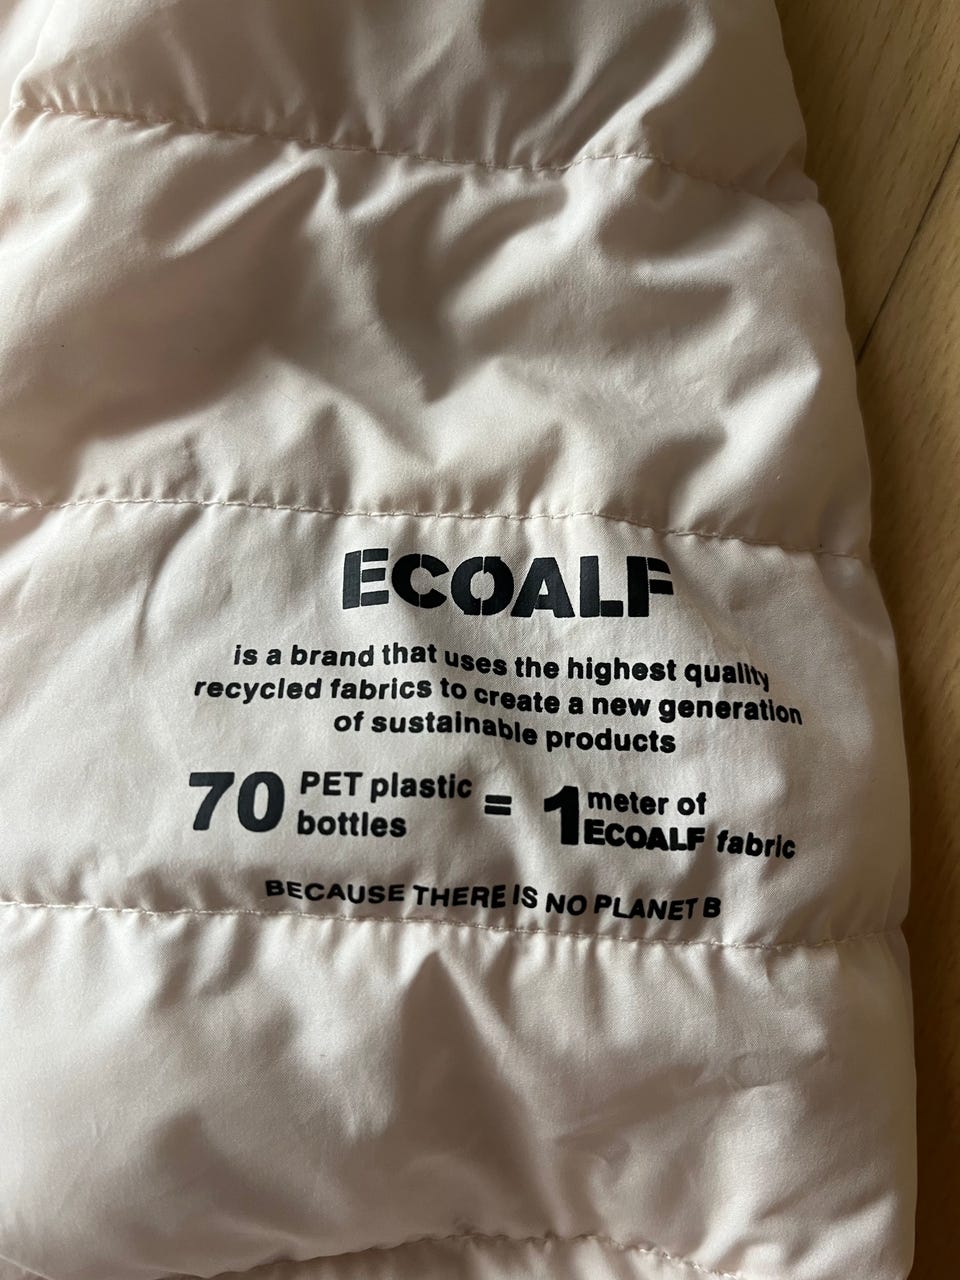 ECOALF
is a brand that uses the highest quality
recycled fabrics to create a new generation
of sustainable products
70 PET plastic bottles = 1 meter of ECOALF fabric
BECAUSE THERE IS NO PLANET B